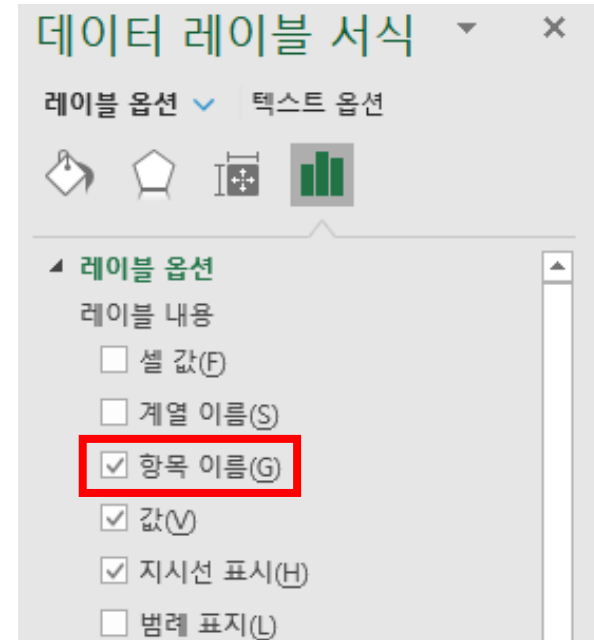 데이터 레이블 서식
레이블 옵션 텍스트 옵션
레이블 옵션
레이블 내용
셀 값(F)
계열 이름(S)
항목 이름(G)
값(V)
지시선 표시(H)
범례 표지(L)